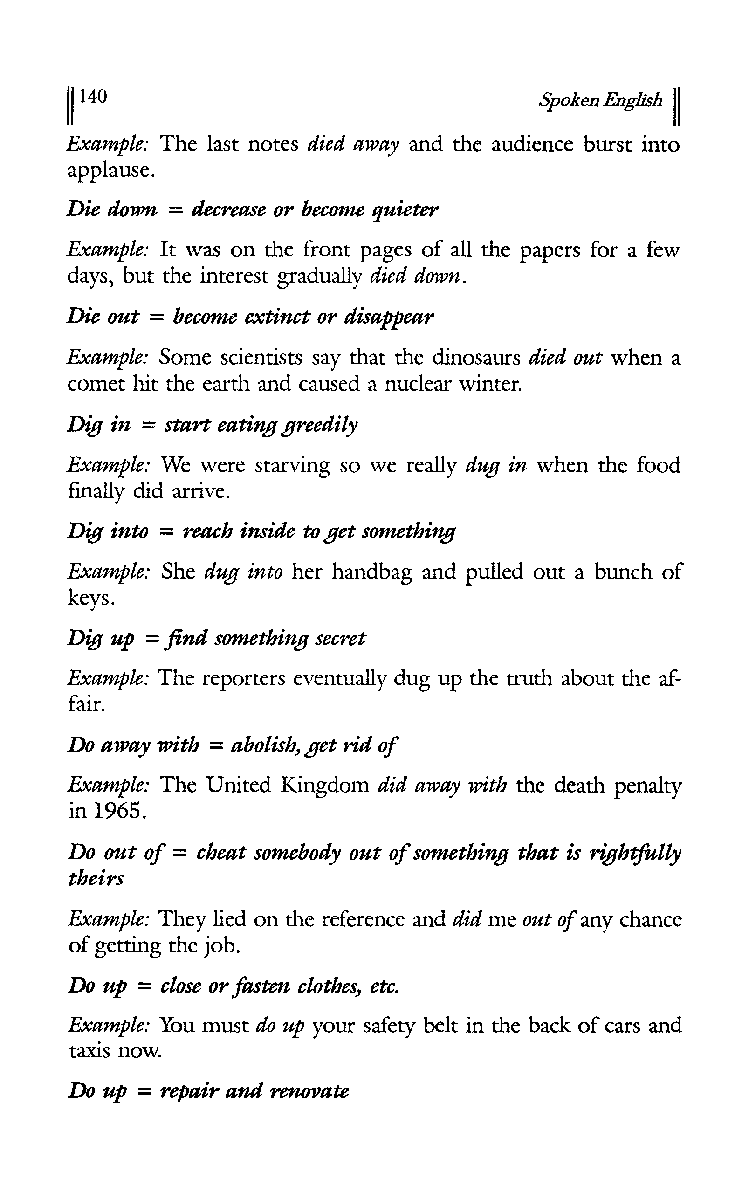 140 Spoken English
Example: The last notes died away and the audience burst into
applause.
Die down = decrease or become quieter
Example: It was on the front pages of all the papers for a few
days, but the interest gradually died down.
Die out = become extinct or disappear
Example: Some scientists say that the dinosaurs died out when a
comet hit the earth and caused a nuclear winter.
Dig in = start eating greedily
Example: We were starving so we really dug in when the food
finally did arrive.
Dig into = reach inside to get something
Example: She dug into her handbag and pulled out a bunch of
keys.
Dig up = find something secret
Example: The reporters eventually dug up the truth about the af-
fair.
Do away with = abolish, get rid of
Example: The United Kingdom did away with the death penalty
in 1965.
Do out of = cheat somebody out of something that is rightfully
theirs
Example: They lied on the reference and did me out of any chance
of getting the job.
Do up = close or fasten clothes, etc.
Example: You must do up your safety belt in the back of cars and
taxis now.
Do up = repair and renovate